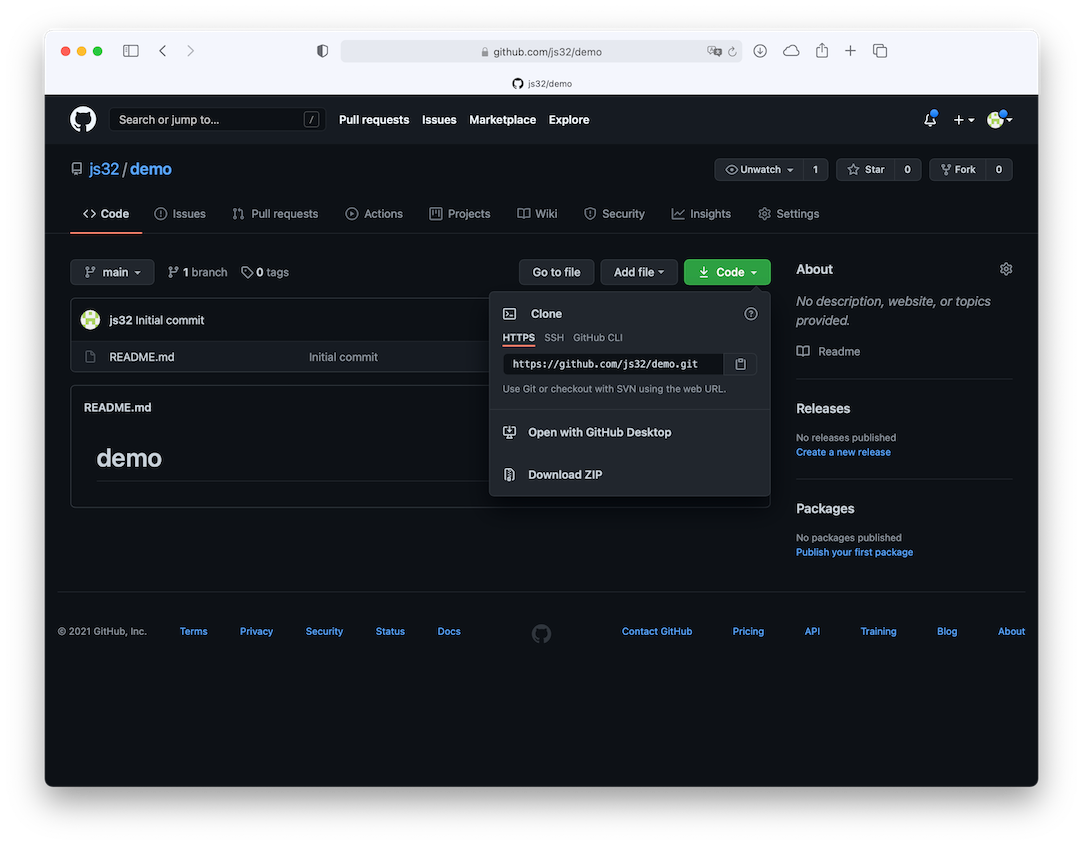 github.com/js32/demo
js32/demo
Search or jump to... /
Pull requests Issues Marketplace Explore
js32 / demo
Unwatch 1 Star 0 Fork 0
Code Issues Pull requests Actions Projects Wiki Security Insights Settings
main 1 branch 0 tags
Go to file Add file Code
js32 Initial commit
README.md Initial commit
README.md
demo
Clone
HTTPS SSH GitHub CLI
https://github.com/js32/demo.git
Use Git or checkout with SVN using the web URL.
Open with GitHub Desktop
Download ZIP
About
No description, website, or topics
provided.
Readme
Releases
No releases published
Create a new release
Packages
No packages published
Publish your first package
© 2021 GitHub, Inc. Terms Privacy Security Status Docs Contact GitHub Pricing API Training Blog About